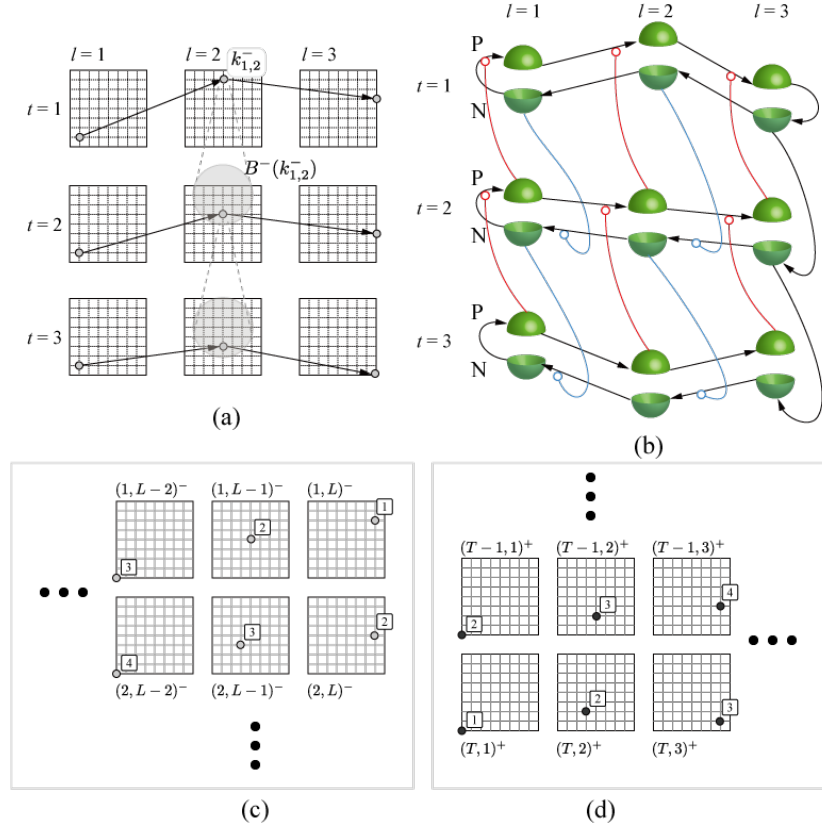 l = 1 l = 2 k⁻₁,₂ l = 3
t = 1
B⁻(k⁻₁,₂)
t = 2
t = 3
(a)
l = 1 l = 2 l = 3
P
t = 1
N
P
t = 2
N
P
t = 3
N
(b)
(1, L − 2)⁻ (1, L − 1)⁻ (1, L)⁻
3 2 1
4 3 2
(2, L − 2)⁻ (2, L − 1)⁻ (2, L)⁻
(c)
(T − 1, 1)⁺ (T − 1, 2)⁺ (T − 1, 3)⁺
2 3 4
1 2 3
(T, 1)⁺ (T, 2)⁺ (T, 3)⁺
(d)